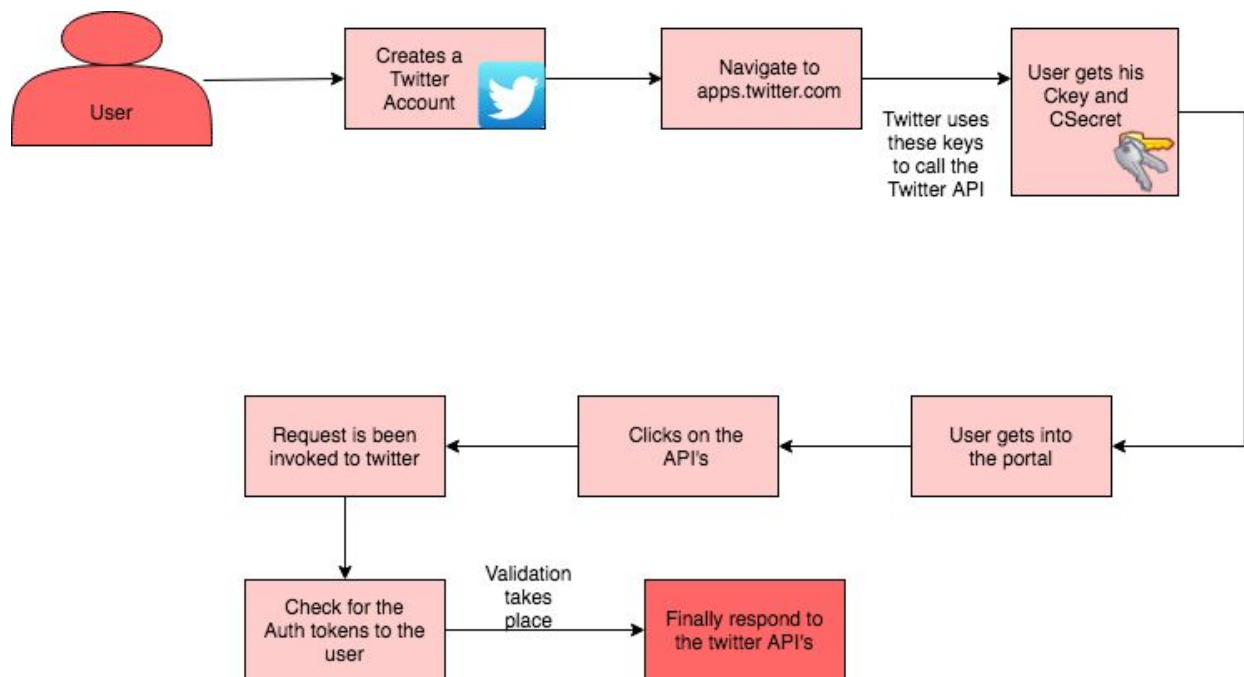 User
Creates a
Twitter
Account
Navigate to
apps.twitter.com
Twitter uses
these keys
to call the
Twitter API
User gets his
Ckey and
CSecret
User gets into
the portal
Clicks on the
API's
Request is been
invoked to twitter
Check for the
Auth tokens to the
user
Validation
takes
place
Finally respond to
the twitter API's